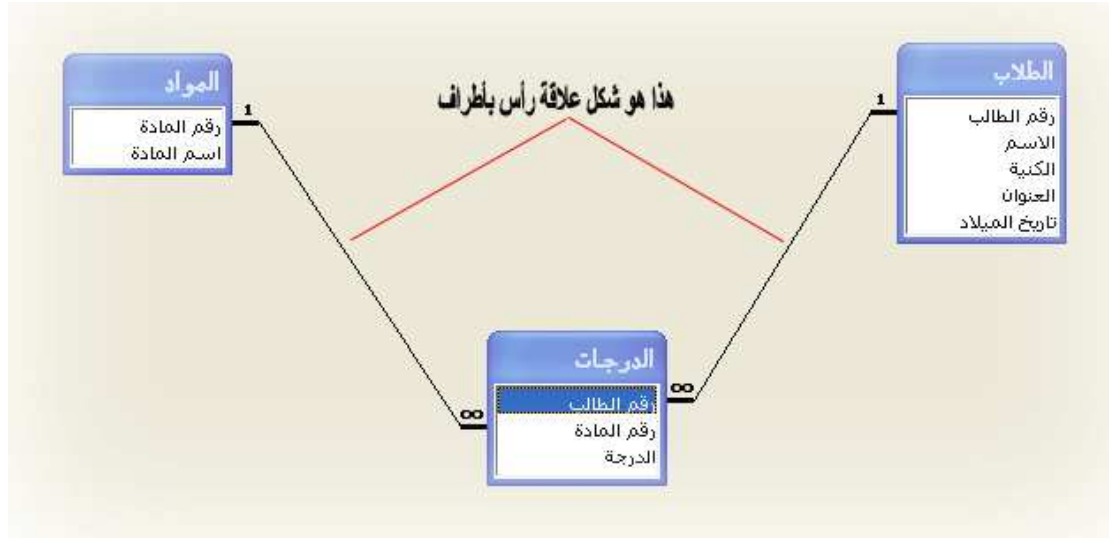 هذا هو شكل علاقة رأس بأطراف
الطلاب
1
رقم الطالب
الاسم
الكنية
العنوان
تاريخ الميلاد
المواد
1
رقم المادة
اسم المادة
الدرجات
∞
∞
رقم الطالب
رقم المادة
الدرجة